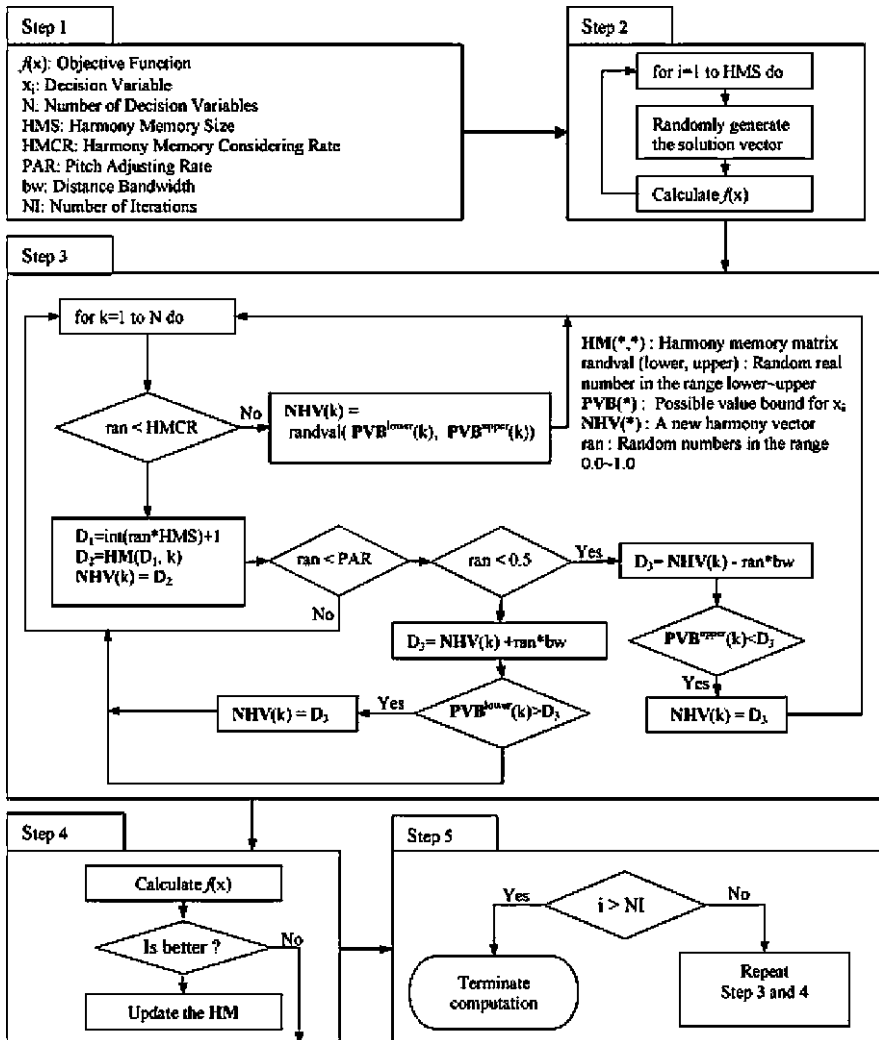 Step 1
f(x): Objective Function
xi: Decision Variable
N: Number of Decision Variables
HMS: Harmony Memory Size
HMCR: Harmony Memory Considering Rate
PAR: Pitch Adjusting Rate
bw: Distance Bandwidth
NI: Number of Iterations
Step 2
for i=1 to HMS do
Randomly generate
the solution vector
Calculate f(x)
Step 3
for k=1 to N do
HM(*,*) : Harmony memory matrix
randval (lower, upper) : Random real
number in the range lower~upper
PVB(*) : Possible value bound for xi
NHV(*) : A new harmony vector
ran : Random numbers in the range
0.0~1.0
ran < HMCR
No
NHV(k) =
randval( PVBlower(k), PVBupper(k))
D1=int(ran*HMS)+1
D2=HM(D1, k)
NHV(k) = D2
ran < PAR
No
ran < 0.5
Yes
D3= NHV(k) - ran*bw
D3= NHV(k) +ran*bw
PVBupper(k)<D3
Yes
NHV(k) = D3
PVBlower(k)>D3
Yes
NHV(k) = D3
Step 4
Calculate f(x)
Is better ?
No
Update the HM
Step 5
Yes
i > NI
No
Terminate
computation
Repeat
Step 3 and 4